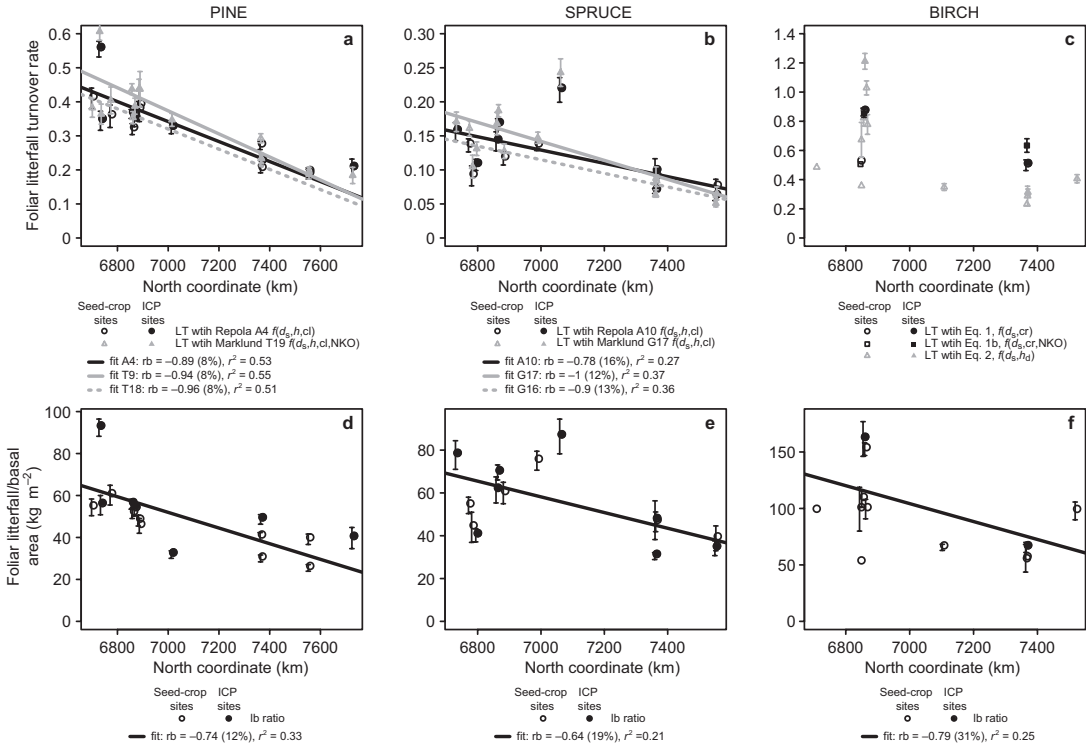 PINE
SPRUCE
BIRCH
a
b
c
Foliar litterfall turnover rate
0.6
0.5
0.4
0.3
0.2
0.1
0
6800 7000 7200 7400 7600
North coordinate (km)
0.30
0.25
0.20
0.15
0.10
0.05
0
6800 7000 7200 7400
North coordinate (km)
1.4
1.2
1.0
0.8
0.6
0.4
0.2
0
6800 7000 7200 7400
North coordinate (km)
Seed-crop sites ICP sites
LT wtih Repola A4 f(ds,h,cl)
LT wtih Marklund T19 f(ds,h,cl,NKO)
fit A4: rb = –0.89 (8%), r² = 0.53
fit T9: rb = –0.94 (8%), r² = 0.55
fit T18: rb = –0.96 (8%), r² = 0.51
Seed-crop sites ICP sites
LT wtih Repola A10 f(ds,h,cl)
LT wtih Marklund G17 f(ds,h,cl)
fit A10: rb = –0.78 (16%), r² = 0.27
fit G17: rb = –1 (12%), r² = 0.37
fit G16: rb = –0.9 (13%), r² = 0.36
Seed-crop sites ICP sites
LT wtih Eq. 1, f(ds,cr)
LT wtih Eq. 1b, f(ds,cr,NKO)
LT wtih Eq. 2, f(ds,hd)
d
e
f
Foliar litterfall/basal
area (kg m–2)
100
80
60
40
20
0
6800 7000 7200 7400 7600
North coordinate (km)
80
60
40
20
0
6800 7000 7200 7400
North coordinate (km)
150
100
50
0
6800 7000 7200 7400
North coordinate (km)
Seed-crop sites ICP sites
lb ratio
fit: rb = –0.74 (12%), r² = 0.33
Seed-crop sites ICP sites
lb ratio
fit: rb = –0.64 (19%), r² =0.21
Seed-crop sites ICP sites
lb ratio
fit: rb = –0.79 (31%), r² = 0.25